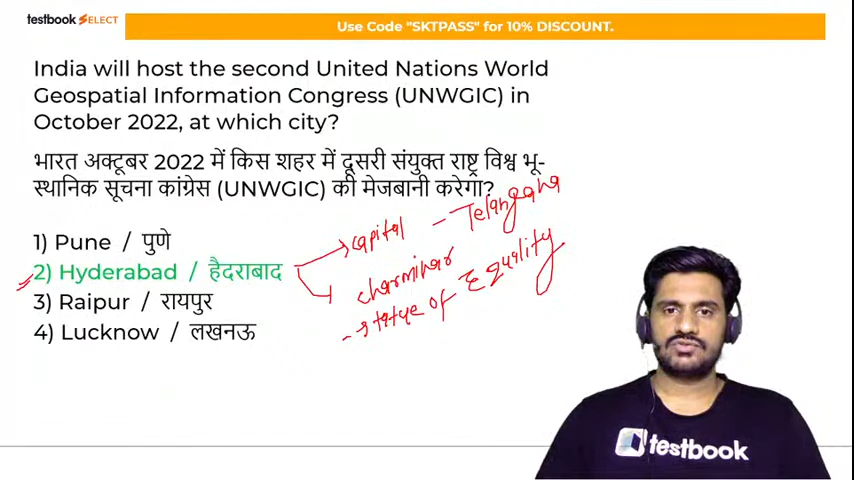 testbook SELECT
Use Code "SKTPASS" for 10% DISCOUNT.
India will host the second United Nations World
Geospatial Information Congress (UNWGIC) in
October 2022, at which city?
भारत अक्टूबर 2022 में किस शहर में दूसरी संयुक्त राष्ट्र विश्व भू-
स्थानिक सूचना कांग्रेस (UNWGIC) की मेजबानी करेगा?
capital - Telangana
1) Pune / पुणे
2) Hyderabad / हैदराबाद
charminar
3) Raipur / रायपुर
- statue of Equality
4) Lucknow / लखनऊ
testbook